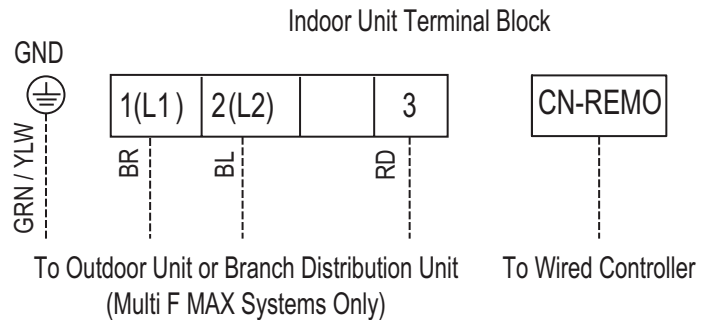 Indoor Unit Terminal Block
GND
1(L1)
2(L2)
3
CN-REMO
GRN / YLW
BR
BL
RD
To Outdoor Unit or Branch Distribution Unit
(Multi F MAX Systems Only)
To Wired Controller